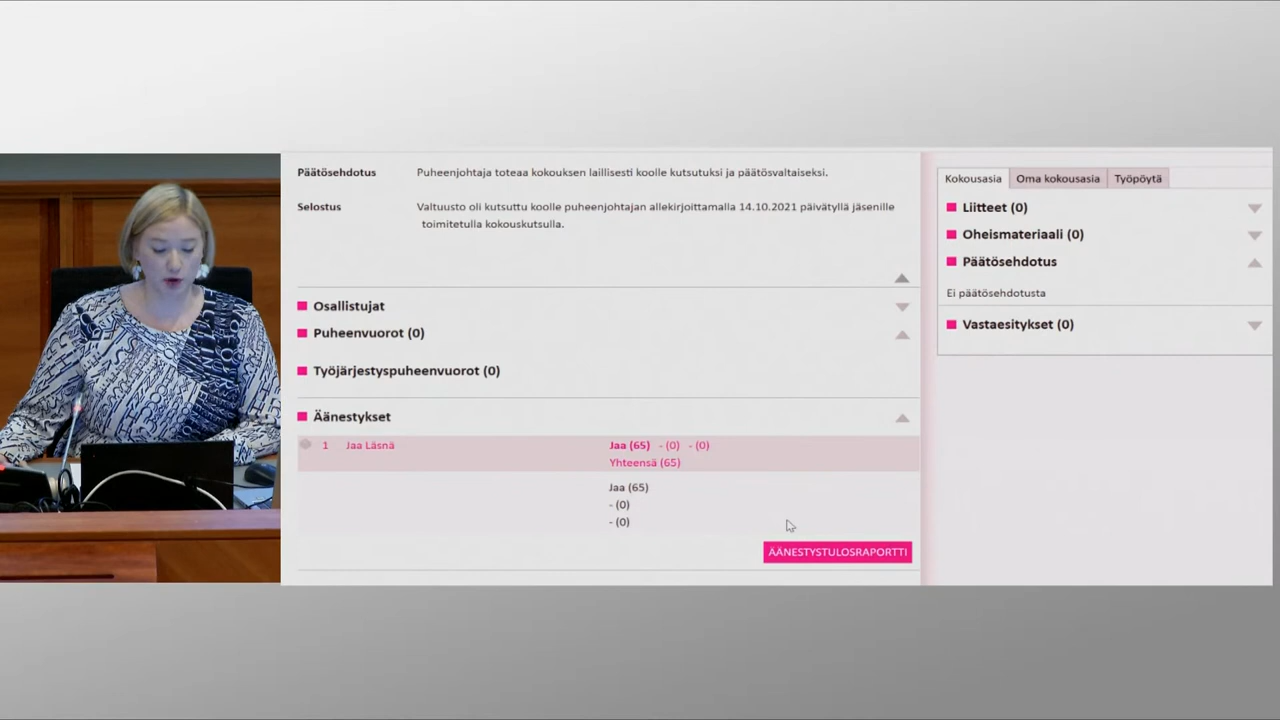 Päätösehdotus
Puheenjohtaja toteaa kokouksen laillisesti koolle kutsutuksi ja päätösvaltaiseksi.
Selostus
Valtuusto oli kutsuttu koolle puheenjohtajan allekirjoittamalla 14.10.2021 päivätyllä jäsenille
toimitetulla kokouskutsulla.
Osallistujat
Puheenvuorot (0)
Työjärjestyspuheenvuorot (0)
Äänestykset
1 Jaa Läsnä Jaa (65) - (0) - (0)
Yhteensä (65)
Jaa (65)
- (0)
- (0)
ÄÄNESTYSTULOSRAPORTTI
Kokousasia Oma kokousasia Työpöytä
Liitteet (0)
Oheismateriaali (0)
Päätösehdotus
Ei päätösehdotusta
Vastaesitykset (0)